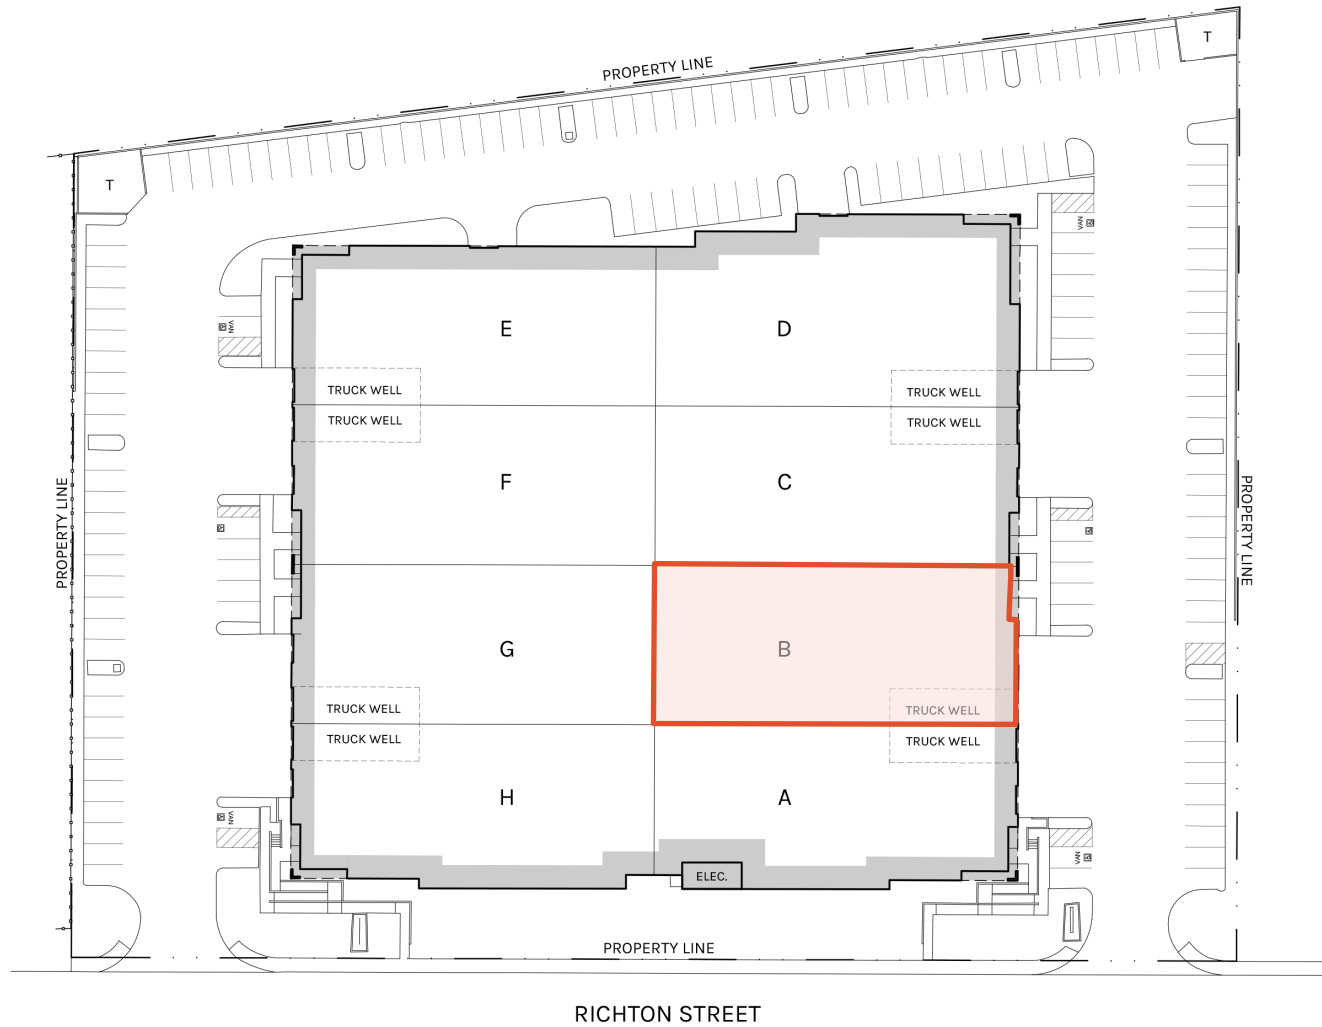 PROPERTY LINE
T
T
VAN
VAN
E
D
TRUCK WELL
TRUCK WELL
TRUCK WELL
TRUCK WELL
F
C
PROPERTY LINE
PROPERTY LINE
G
B
TRUCK WELL
TRUCK WELL
TRUCK WELL
TRUCK WELL
H
A
VAN
VAN
ELEC.
PROPERTY LINE
RICHTON STREET